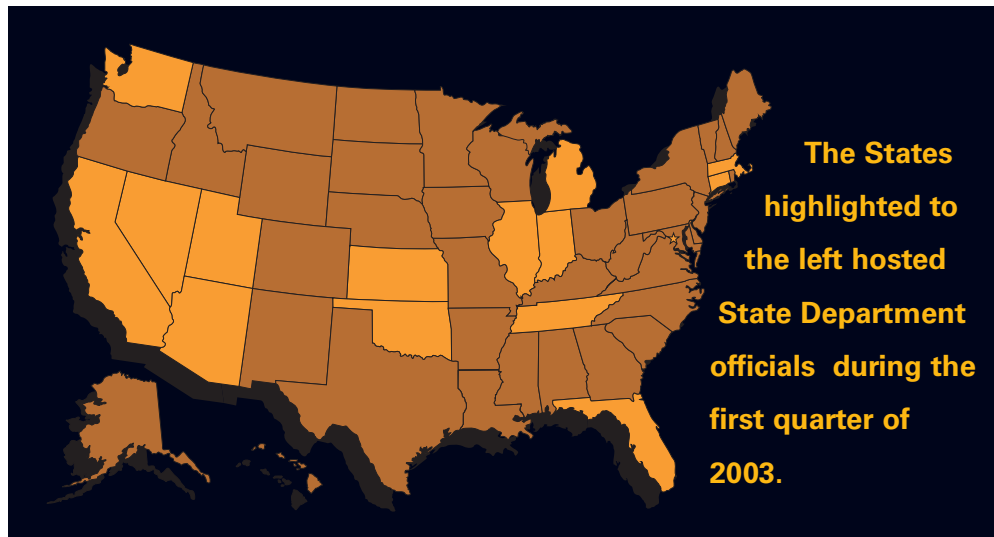 The States
highlighted to
the left hosted
State Department
officials during the
first quarter of
2003.